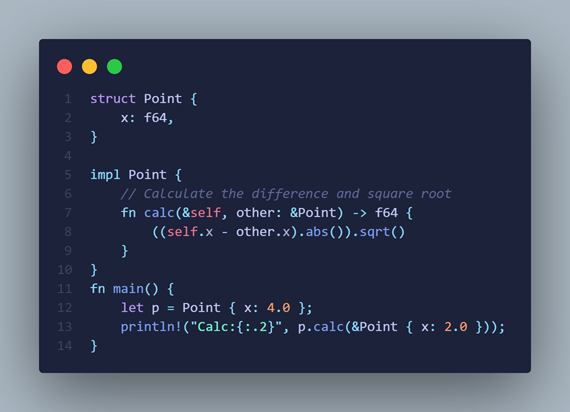 1 struct Point {
2     x: f64,
3 }
4
5 impl Point {
6     // Calculate the difference and square root
7     fn calc(&self, other: &Point) -> f64 {
8         ((self.x - other.x).abs()).sqrt()
9     }
10 }
11 fn main() {
12     let p = Point { x: 4.0 };
13     println!("Calc:{:.2}", p.calc(&Point { x: 2.0 }));
14 }